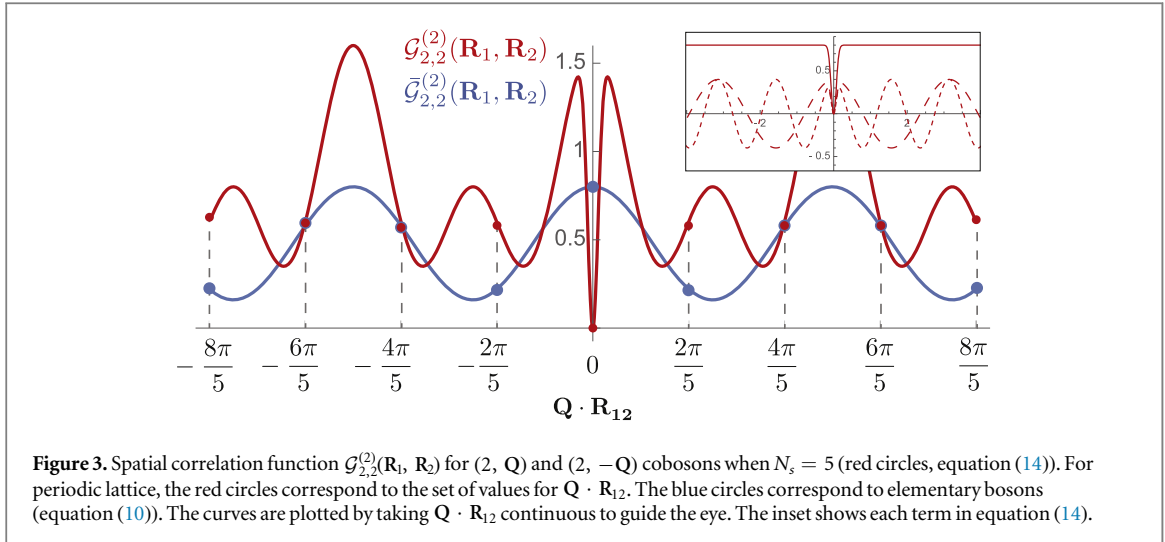 𝒢₂,₂⁽²⁾(R₁, R₂)
𝒢̄₂,₂⁽²⁾(R₁, R₂)
1.5
1
0.5
0.5
-2
2
-0.5
−8π/5 −6π/5 −4π/5 −2π/5 0 2π/5 4π/5 6π/5 8π/5
Q · R₁₂
Figure 3. Spatial correlation function 𝒢₂,₂⁽²⁾(R₁, R₂) for (2, Q) and (2, −Q) cobosons when Nₛ = 5 (red circles, equation (14)). For
periodic lattice, the red circles correspond to the set of values for Q · R₁₂. The blue circles correspond to elementary bosons
(equation (10)). The curves are plotted by taking Q · R₁₂ continuous to guide the eye. The inset shows each term in equation (14).